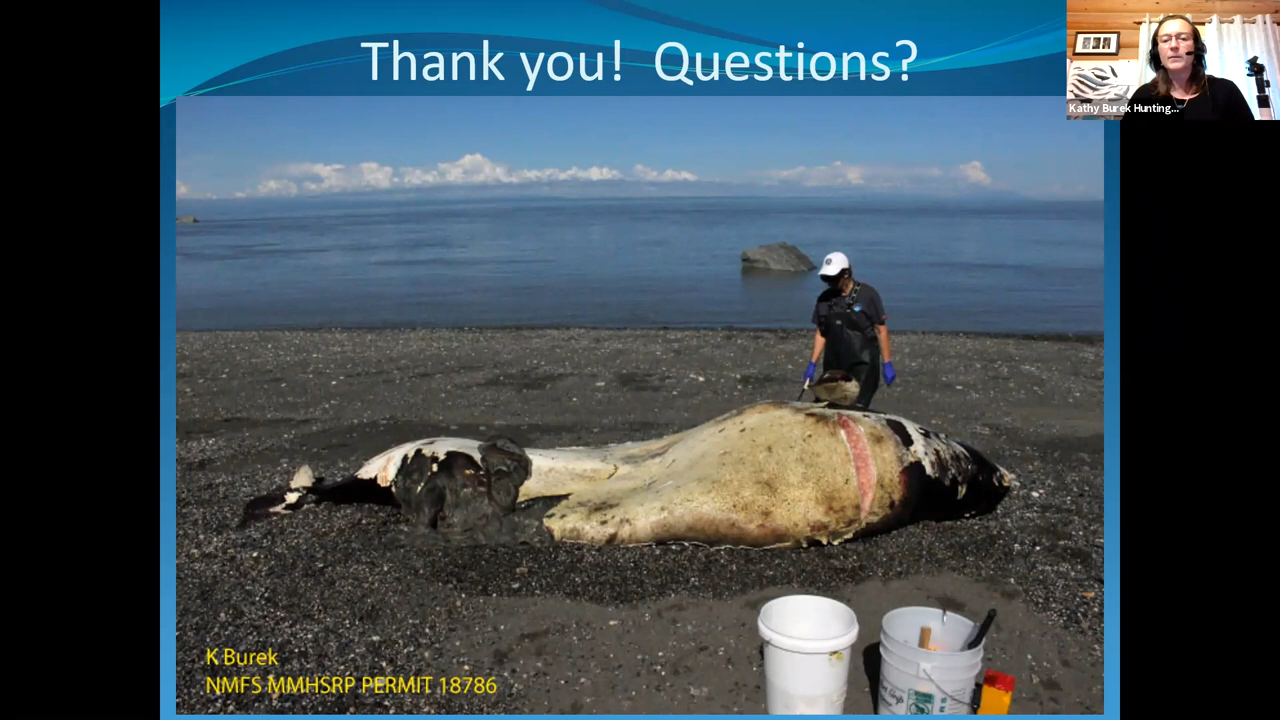 Thank you!  Questions?
Kathy Burek Hunting...
K Burek
NMFS MMHSRP PERMIT 18786